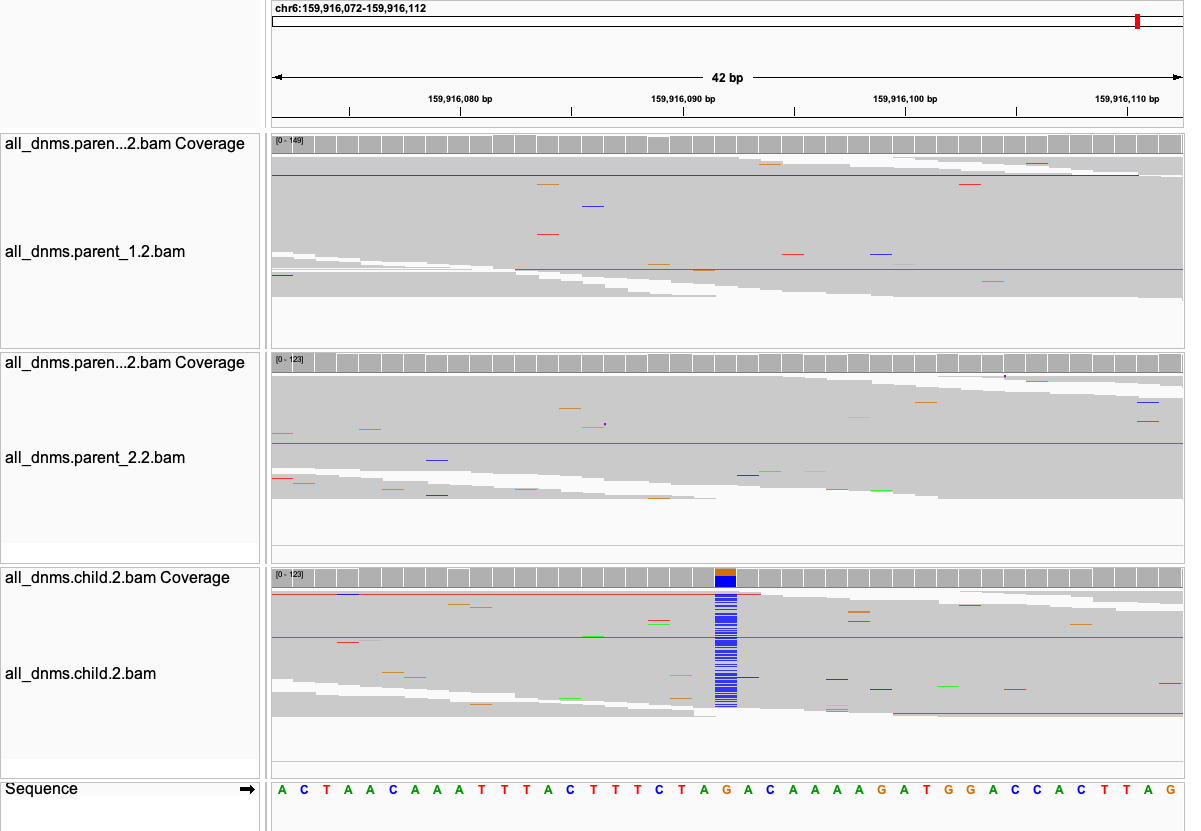 chr6:159,916,072-159,916,112
42 bp
159,916,080 bp 159,916,090 bp 159,916,100 bp 159,916,110 bp
all_dnms.paren...2.bam Coverage
[0 - 149]
all_dnms.parent_1.2.bam
all_dnms.paren...2.bam Coverage
[0 - 123]
all_dnms.parent_2.2.bam
all_dnms.child.2.bam Coverage
[0 - 123]
all_dnms.child.2.bam
Sequence
A C T A A C A A A T T T A C T T T C T A G A C A A A A G A T G G A C C A C T T A G